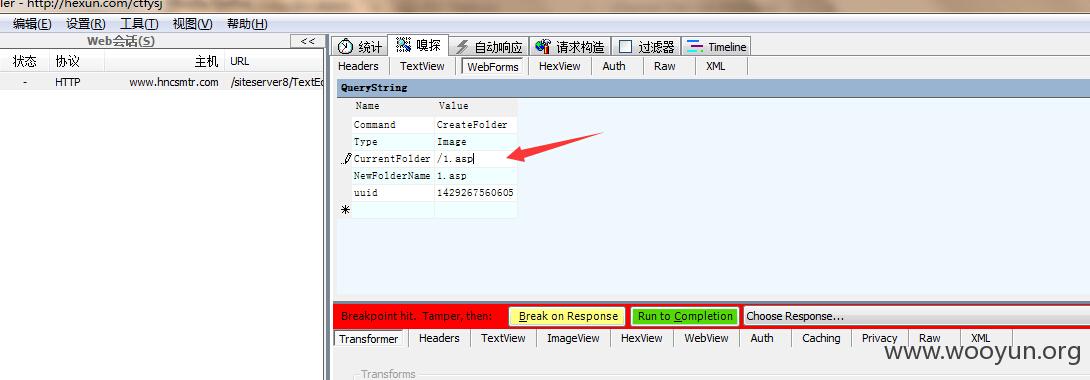 ler - http://hexun.com/ctfysj
编辑(E) 设置(R) 工具(T) 视图(V) 帮助(H)
Web会话(S) <<
状态 协议 主机 URL
- HTTP www.hncsmtr.com /siteserver8/TextEc
统计 嗅探 自动响应 请求构造 过滤器 Timeline
Headers TextView WebForms HexView Auth Raw XML
QueryString
Name Value
Command CreateFolder
Type Image
CurrentFolder /1.asp
NewFolderName 1.asp
uuid 1429267560605
Breakpoint hit. Tamper, then: Break on Response Run to Completion Choose Response...
Transformer Headers TextView ImageView HexView WebView Auth Caching Privacy Raw XML
www.wooyun.org
Transforms